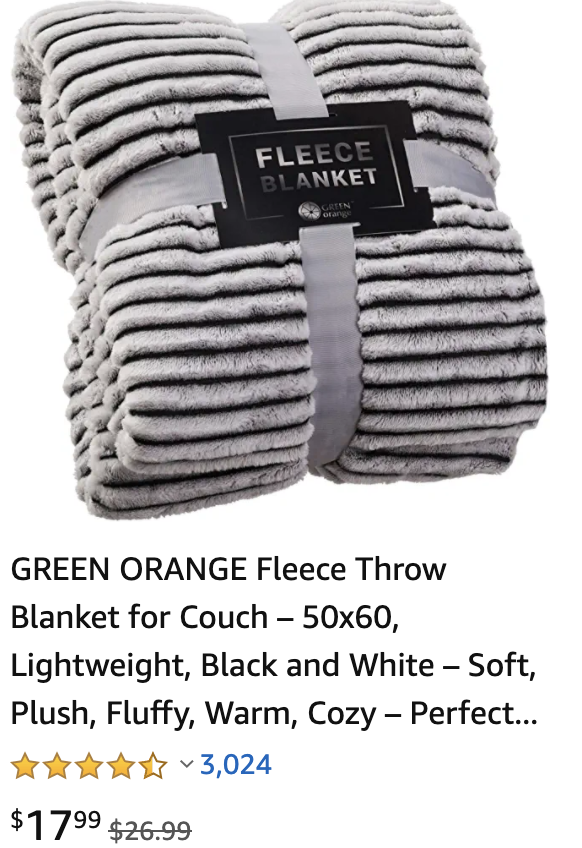 FLEECE
BLANKET
GREEN
orange
GREEN ORANGE Fleece Throw
Blanket for Couch – 50x60,
Lightweight, Black and White – Soft,
Plush, Fluffy, Warm, Cozy – Perfect...
3,024
$17.99 $26.99